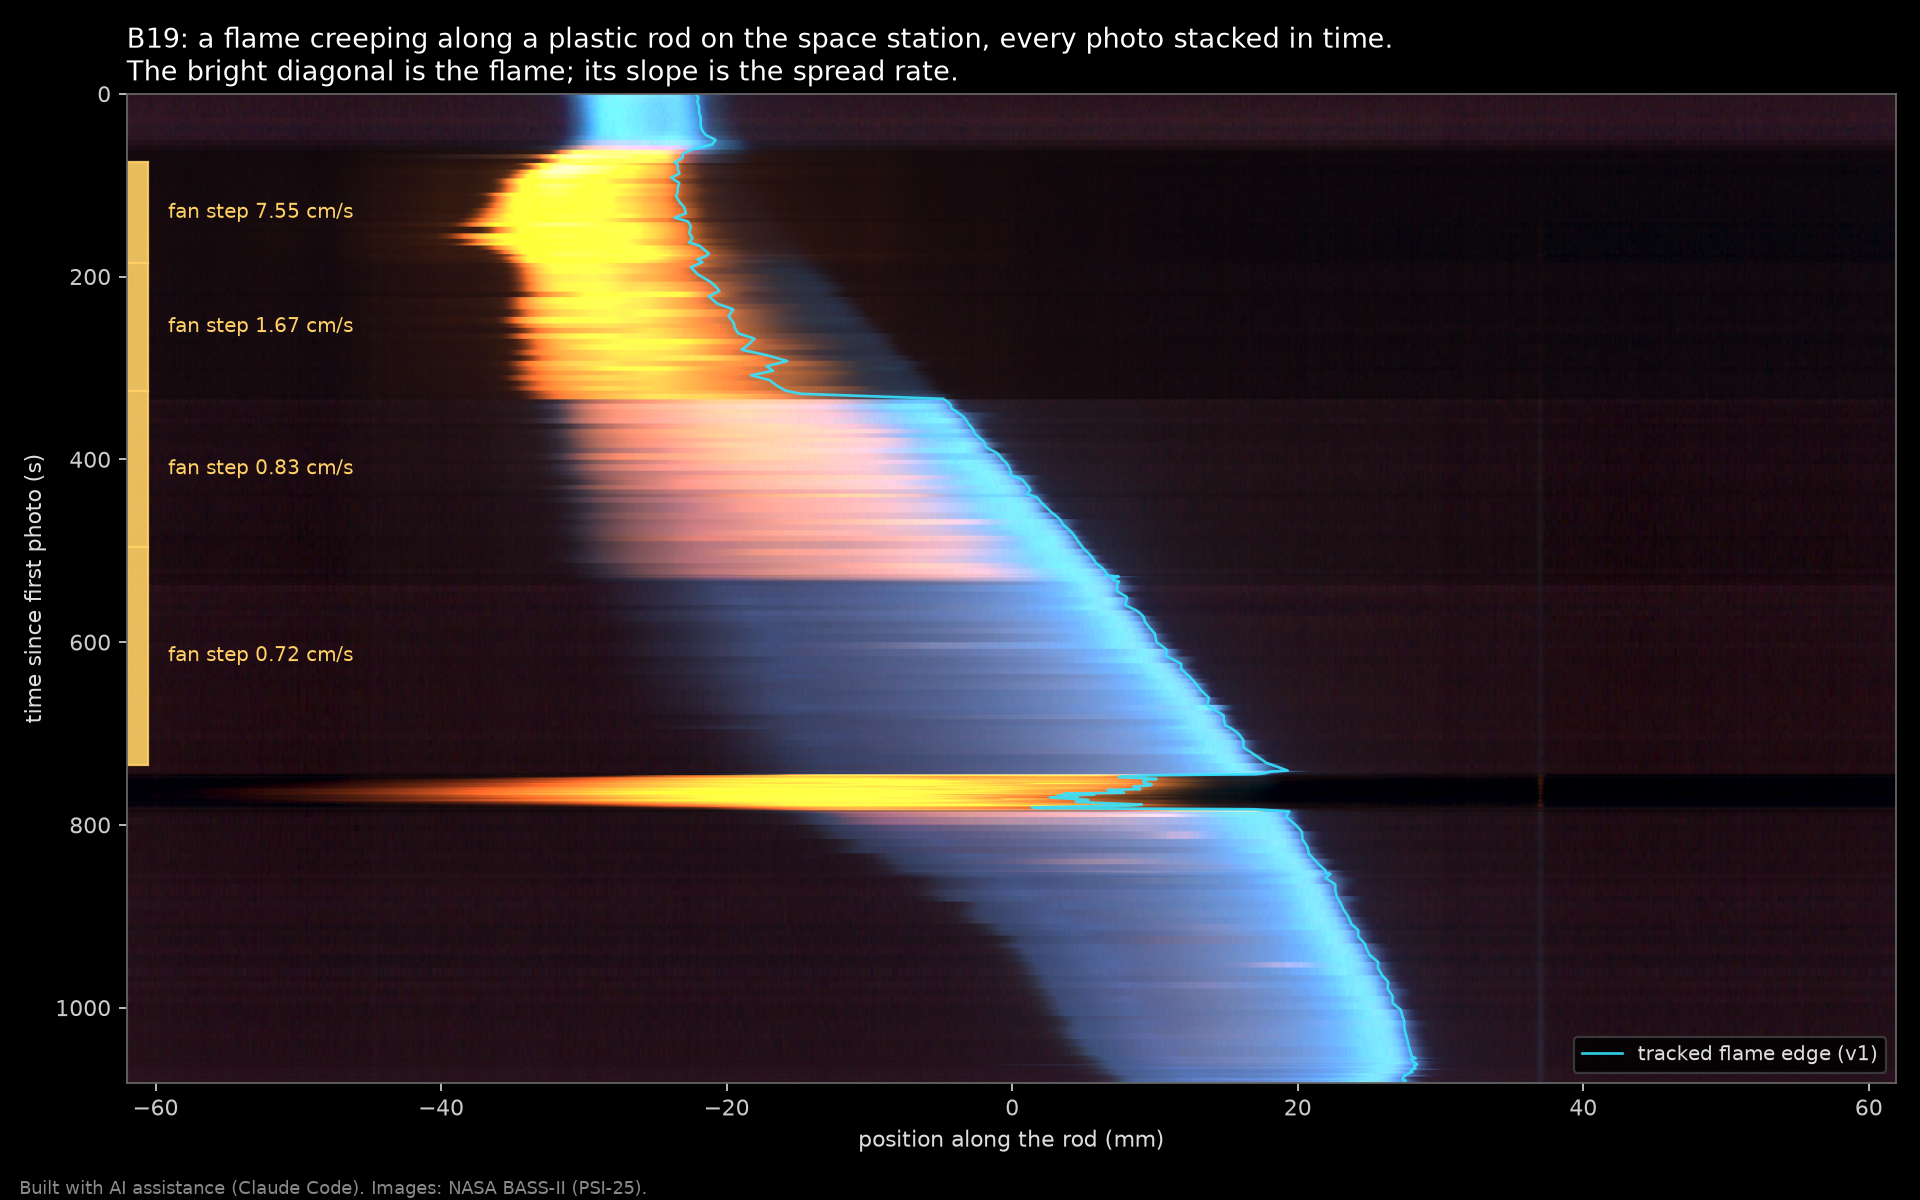 B19: a flame creeping along a plastic rod on the space station, every photo stacked in time.
The bright diagonal is the flame; its slope is the spread rate.
0
200
400
600
800
1000
time since first photo (s)
fan step 7.55 cm/s
fan step 1.67 cm/s
fan step 0.83 cm/s
fan step 0.72 cm/s
tracked flame edge (v1)
−60
−40
−20
0
20
40
60
position along the rod (mm)
Built with AI assistance (Claude Code). Images: NASA BASS-II (PSI-25).